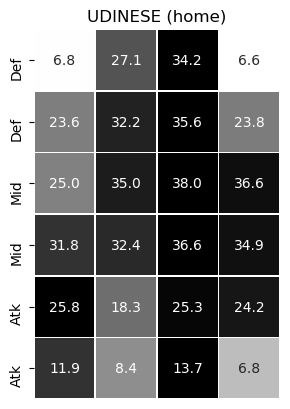 UDINESE (home)
Def 6.8 27.1 34.2 6.6
Def 23.6 32.2 35.6 23.8
Mid 25.0 35.0 38.0 36.6
Mid 31.8 32.4 36.6 34.9
Atk 25.8 18.3 25.3 24.2
Atk 11.9 8.4 13.7 6.8